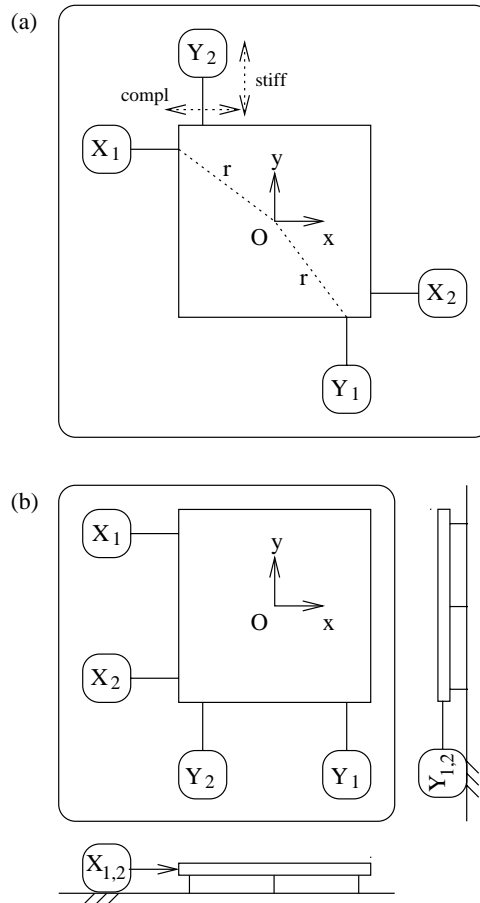 (a)
Y2
stiff
compl
X1
y
r
O
x
r
X2
Y1
(b)
X1
y
O
x
X2
Y2
Y1
Y1,2
X1,2